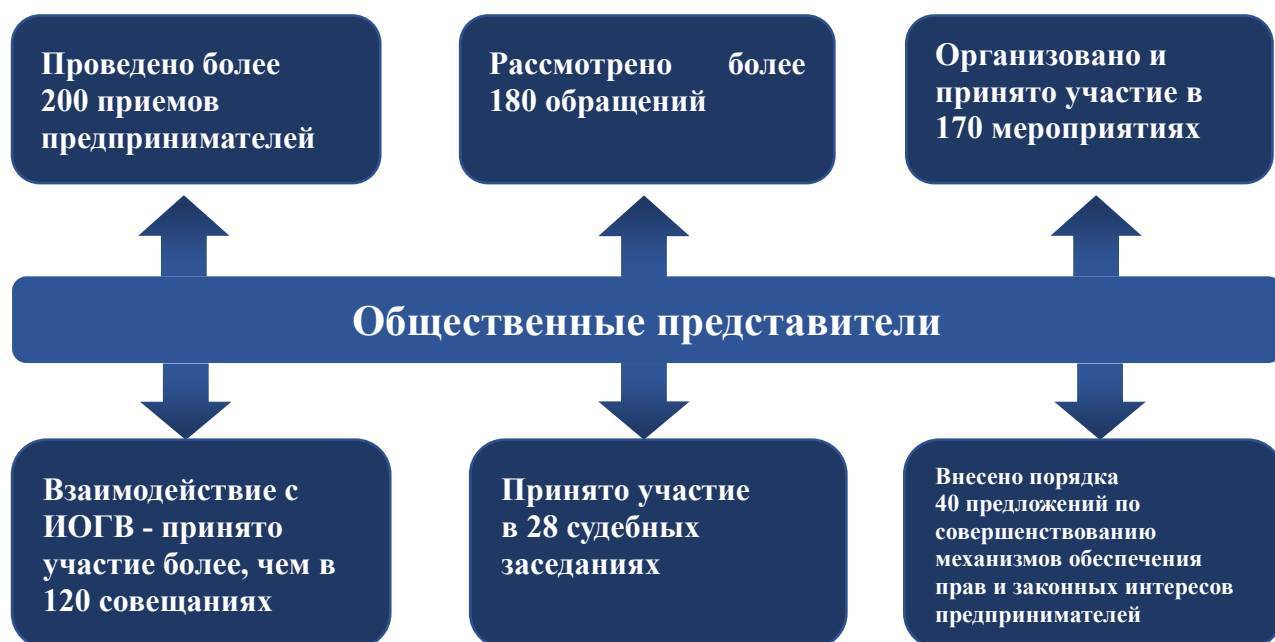 Проведено более
200 приемов
предпринимателей
Рассмотрено более
180 обращений
Организовано и
принято участие в
170 мероприятиях
Общественные представители
Взаимодействие с
ИОГВ - принято
участие более, чем в
120 совещаниях
Принято участие
в 28 судебных
заседаниях
Внесено порядка
40 предложений по
совершенствованию
механизмов обеспечения
прав и законных интересов
предпринимателей